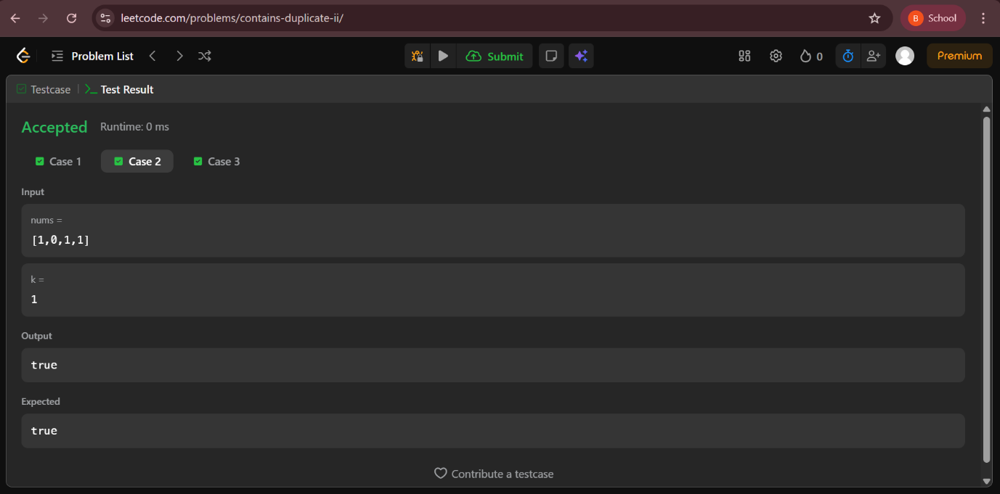 leetcode.com/problems/contains-duplicate-ii/
B School
Problem List
Submit
0
Premium
Testcase
Test Result
Accepted Runtime: 0 ms
Case 1 Case 2 Case 3
Input
nums =
[1,0,1,1]
k =
1
Output
true
Expected
true
Contribute a testcase